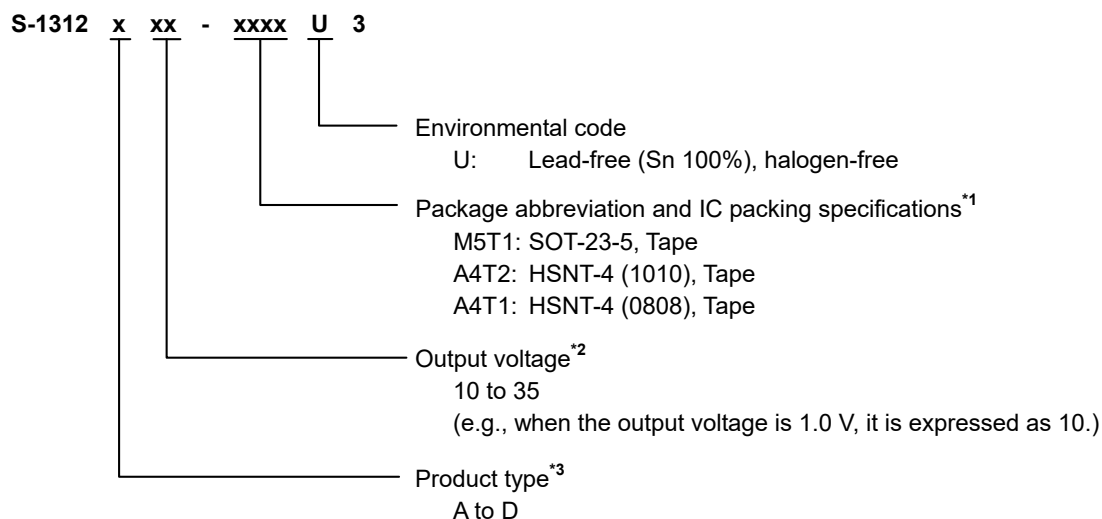 S-1312 x xx - xxxx U 3
Environmental code
U: Lead-free (Sn 100%), halogen-free
Package abbreviation and IC packing specifications*1
M5T1: SOT-23-5, Tape
A4T2: HSNT-4 (1010), Tape
A4T1: HSNT-4 (0808), Tape
Output voltage*2
10 to 35
(e.g., when the output voltage is 1.0 V, it is expressed as 10.)
Product type*3
A to D